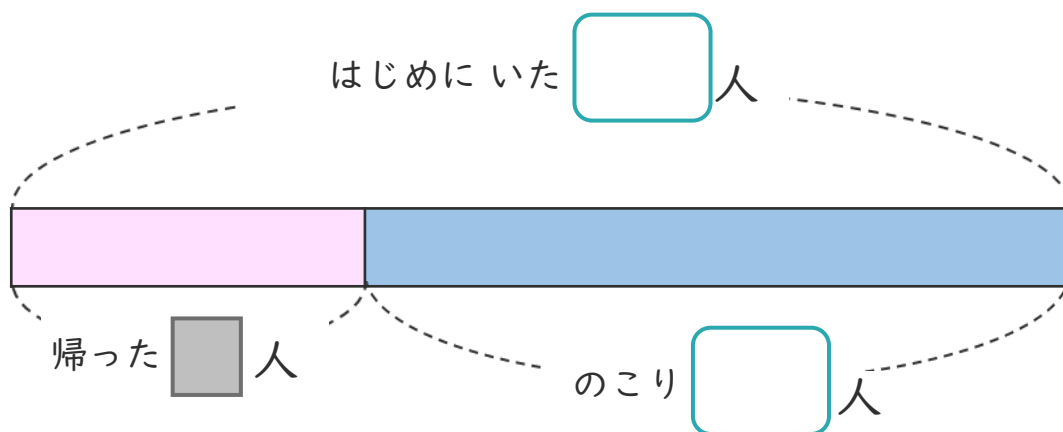 はじめに いた 人
帰った 人
のこり 人